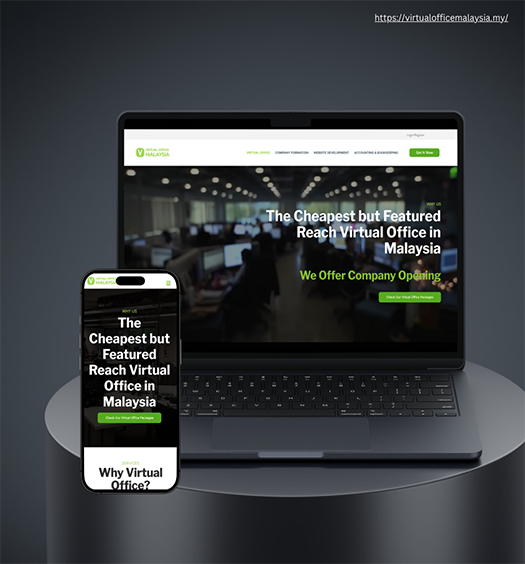 https://virtualofficemalaysia.my/
Login/Register
VIRTUAL OFFICE
MALAYSIA
VIRTUAL OFFICE COMPANY FORMATION WEBSITE DEVELOPMENT ACCOUNTING & BOOKKEEPING Get It Now
WHY US
The Cheapest but Featured
Reach Virtual Office in
Malaysia
We Offer Company Opening
Check Our Virtual Office Packages
VIRTUAL OFFICE
MALAYSIA
WHY US
The
Cheapest but
Featured
Reach Virtual
Office in
Malaysia
Check Our Virtual Office Packages
SERVICES
Why Virtual
Office?